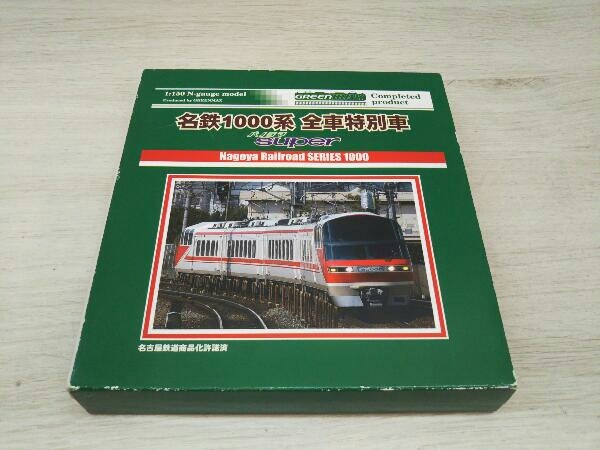 1:150 N-gauge model
Produced by GREENMAX
GREENMAX
Completed
product
名鉄1000系 全車特別車
パノラマ
super
Nagoya Railroad SERIES 1000
名古屋鉄道商品化許諾済